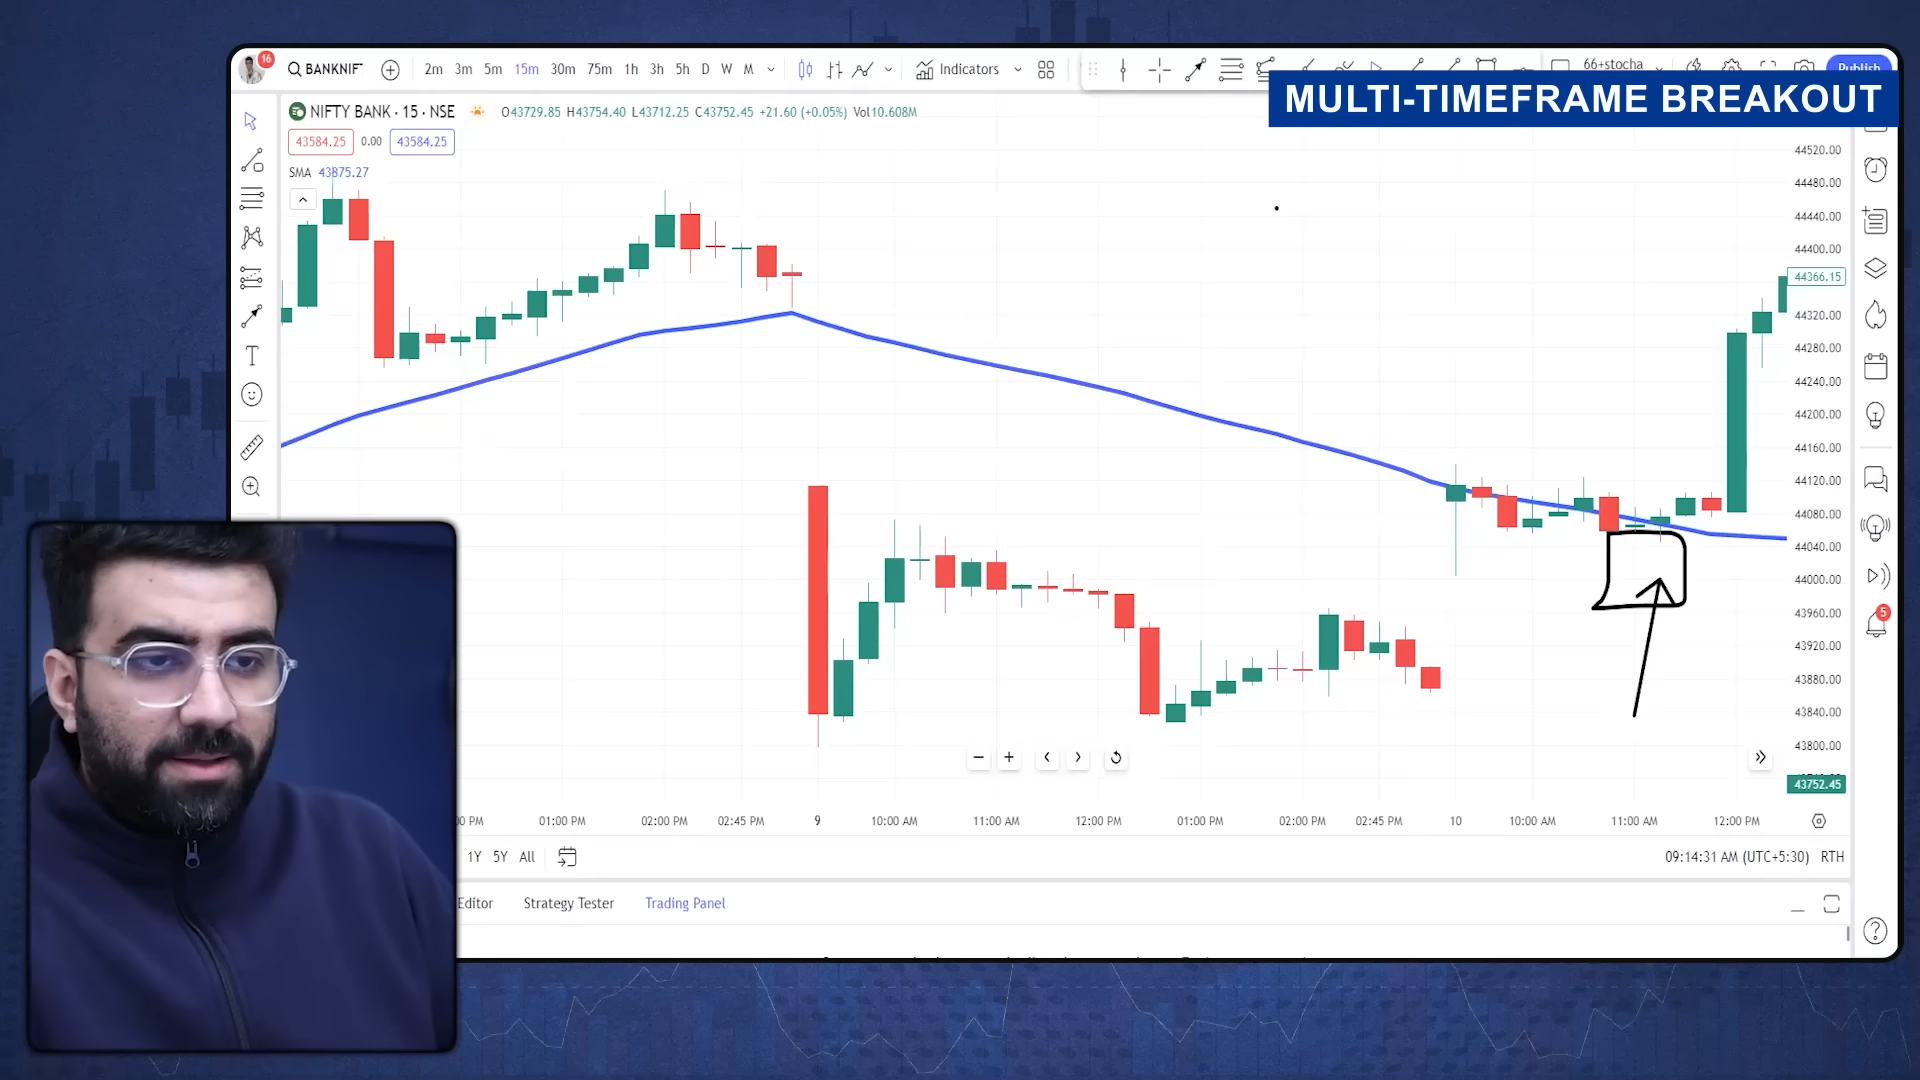 16
BANKNIF
2m 3m 5m 15m 30m 75m 1h 3h 5h D W M
Indicators
66+stocha
Publish
MULTI-TIMEFRAME BREAKOUT
NIFTY BANK · 15 · NSE
O43729.85 H43754.40 L43712.25 C43752.45 +21.60 (+0.05%) Vol10.608M
43584.25 0.00 43584.25
SMA 43875.27
44520.00
44480.00
44440.00
44400.00
44366.15
44320.00
44280.00
44240.00
44200.00
44160.00
44120.00
44080.00
44040.00
44000.00
43960.00
43920.00
43880.00
43840.00
43800.00
43752.45
5
PM 01:00 PM 02:00 PM 02:45 PM 9 10:00 AM 11:00 AM 12:00 PM 01:00 PM 02:00 PM 02:45 PM 10 10:00 AM 11:00 AM 12:00 PM
1Y 5Y All
09:14:31 AM (UTC+5:30) RTH
Editor Strategy Tester Trading Panel